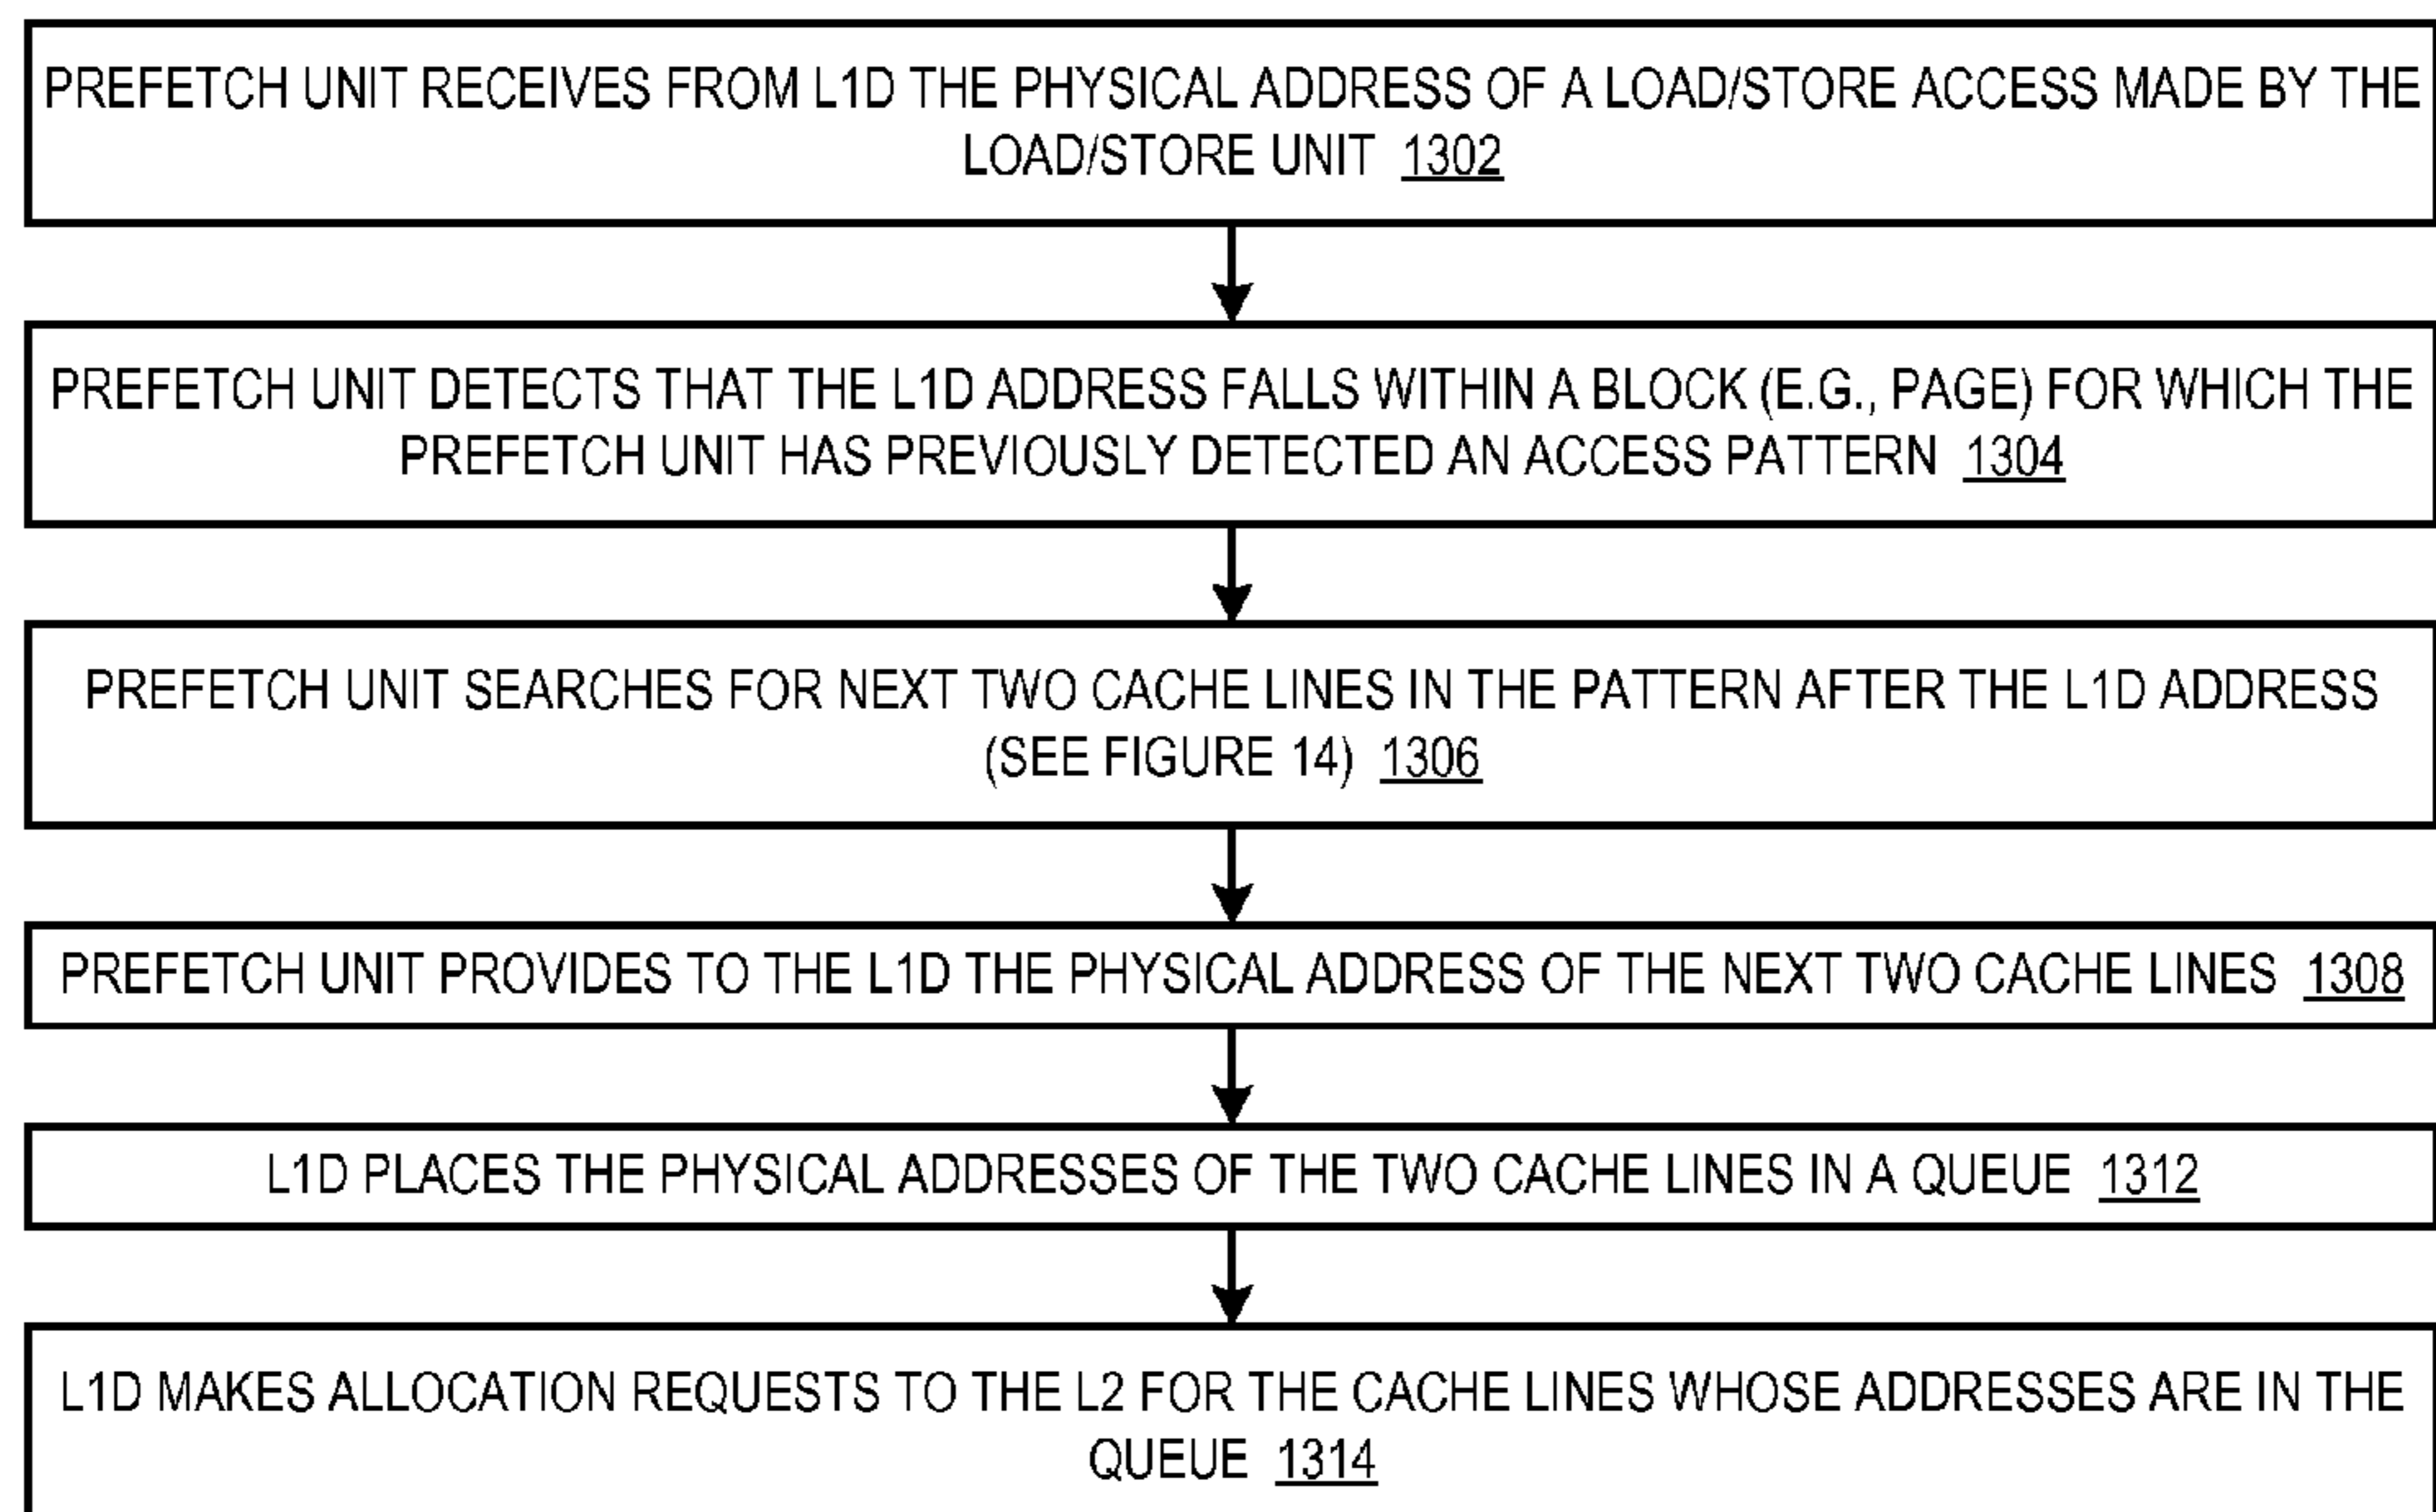 PREFETCH UNIT RECEIVES FROM L1D THE PHYSICAL ADDRESS OF A LOAD/STORE ACCESS MADE BY THE
LOAD/STORE UNIT 1302
PREFETCH UNIT DETECTS THAT THE L1D ADDRESS FALLS WITHIN A BLOCK (E.G., PAGE) FOR WHICH THE
PREFETCH UNIT HAS PREVIOUSLY DETECTED AN ACCESS PATTERN 1304
PREFETCH UNIT SEARCHES FOR NEXT TWO CACHE LINES IN THE PATTERN AFTER THE L1D ADDRESS
(SEE FIGURE 14) 1306
PREFETCH UNIT PROVIDES TO THE L1D THE PHYSICAL ADDRESS OF THE NEXT TWO CACHE LINES 1308
L1D PLACES THE PHYSICAL ADDRESSES OF THE TWO CACHE LINES IN A QUEUE 1312
L1D MAKES ALLOCATION REQUESTS TO THE L2 FOR THE CACHE LINES WHOSE ADDRESSES ARE IN THE
QUEUE 1314